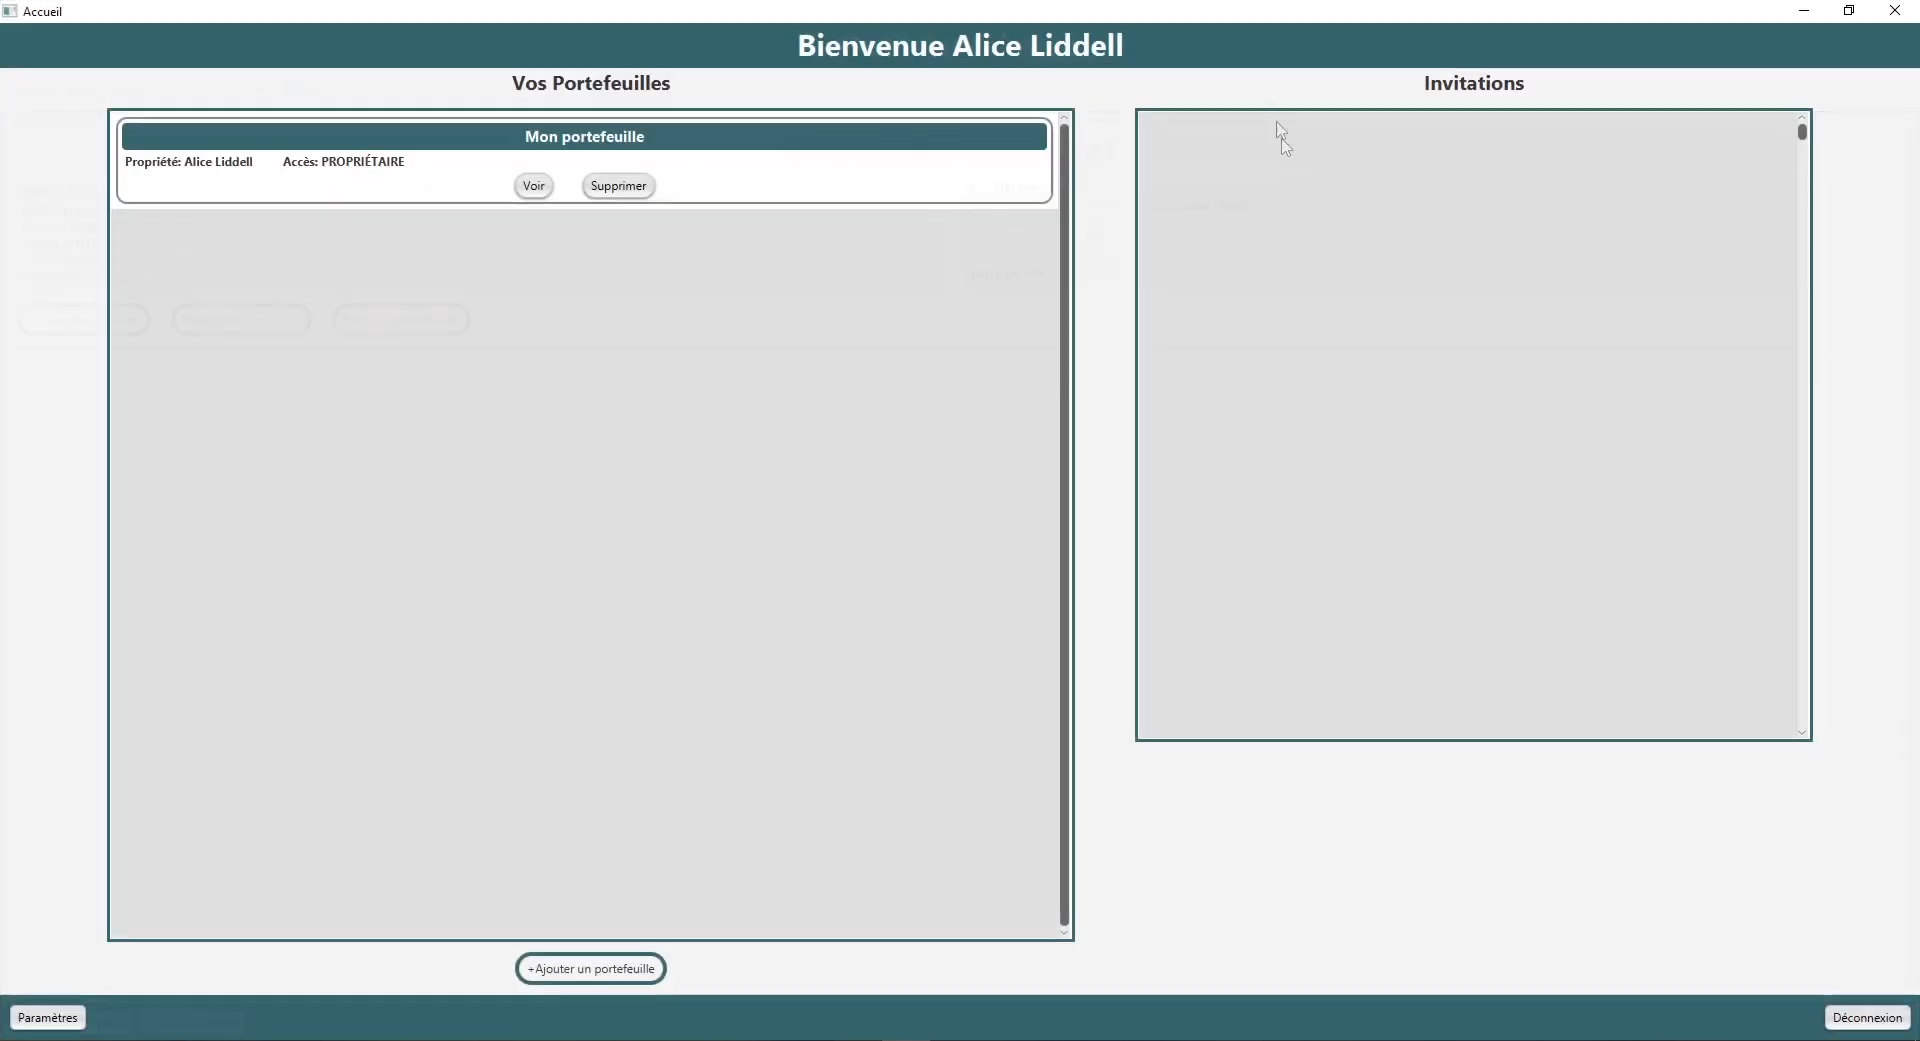 Accueil
Bienvenue Alice Liddell
Vos Portefeuilles
Invitations
Mon portefeuille
Propriété: Alice Liddell Accès: PROPRIÉTAIRE
Voir Supprimer
+Ajouter un portefeuille
Paramètres
Déconnexion